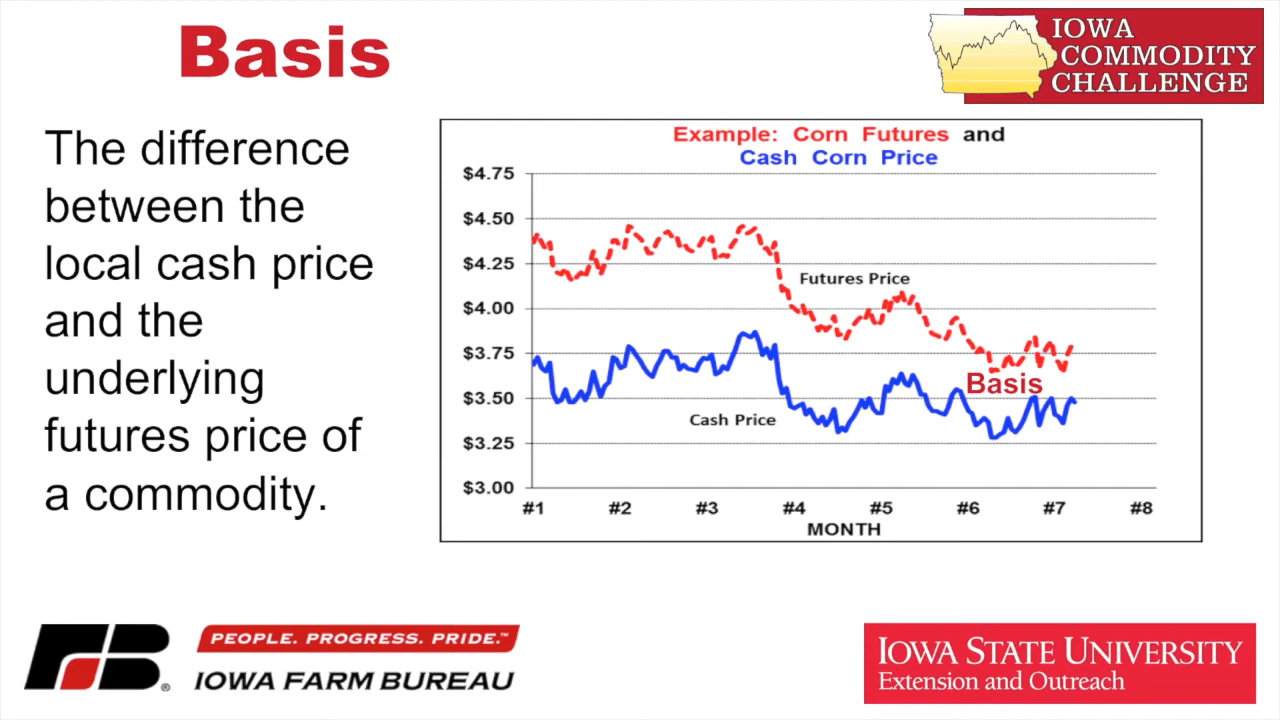 Basis
IOWA
COMMODITY
CHALLENGE
The difference
between the
local cash price
and the
underlying
futures price of
a commodity.
Example: Corn Futures and
Cash Corn Price
$4.75
$4.50
$4.25
$4.00
$3.75
$3.50
$3.25
$3.00
Futures Price
Basis
Cash Price
#1 #2 #3 #4 #5 #6 #7 #8
MONTH
FB®
PEOPLE. PROGRESS. PRIDE.™
IOWA FARM BUREAU
IOWA STATE UNIVERSITY
Extension and Outreach